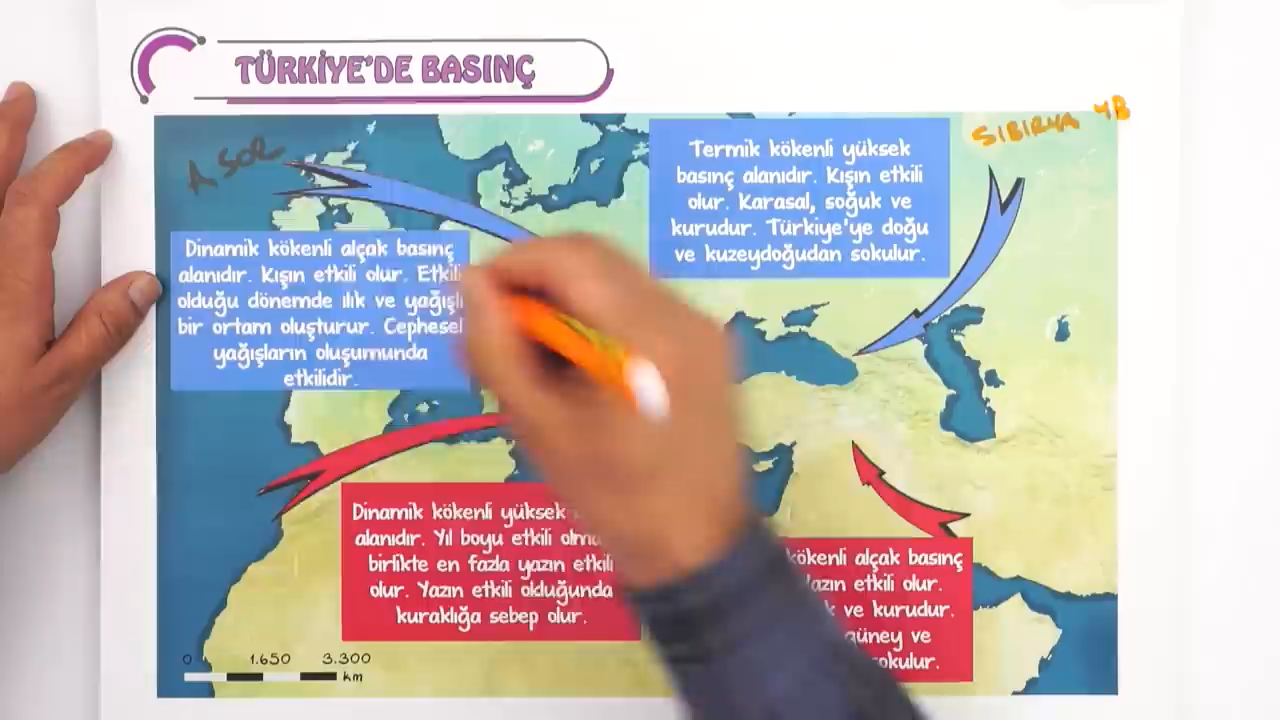 TÜRKİYE'DE BASINÇ
A SOR
SIBIRYA YB
Termik kökenli yüksek
basınç alanıdır. Kışın etkili
olur. Karasal, soğuk ve
kurudur. Türkiye'ye doğu
ve kuzeydoğudan sokulur.
Dinamik kökenli alçak basınç
alanıdır. Kışın etkili olur. Etkili
olduğu dönemde ılık ve yağışlı
bir ortam oluşturur. Cephesel
yağışların oluşumunda
etkilidir.
Dinamik kökenli yüksek
alanıdır. Yıl boyu etkili
birlikte en fazla yazın etkili
olur. Yazın etkili olduğunda
kuraklığa sebep olur.
kökenli alçak basınç
Yazın etkili olur.
ve kurudur.
güney ve
sokulur.
0 1.650 3.300
km